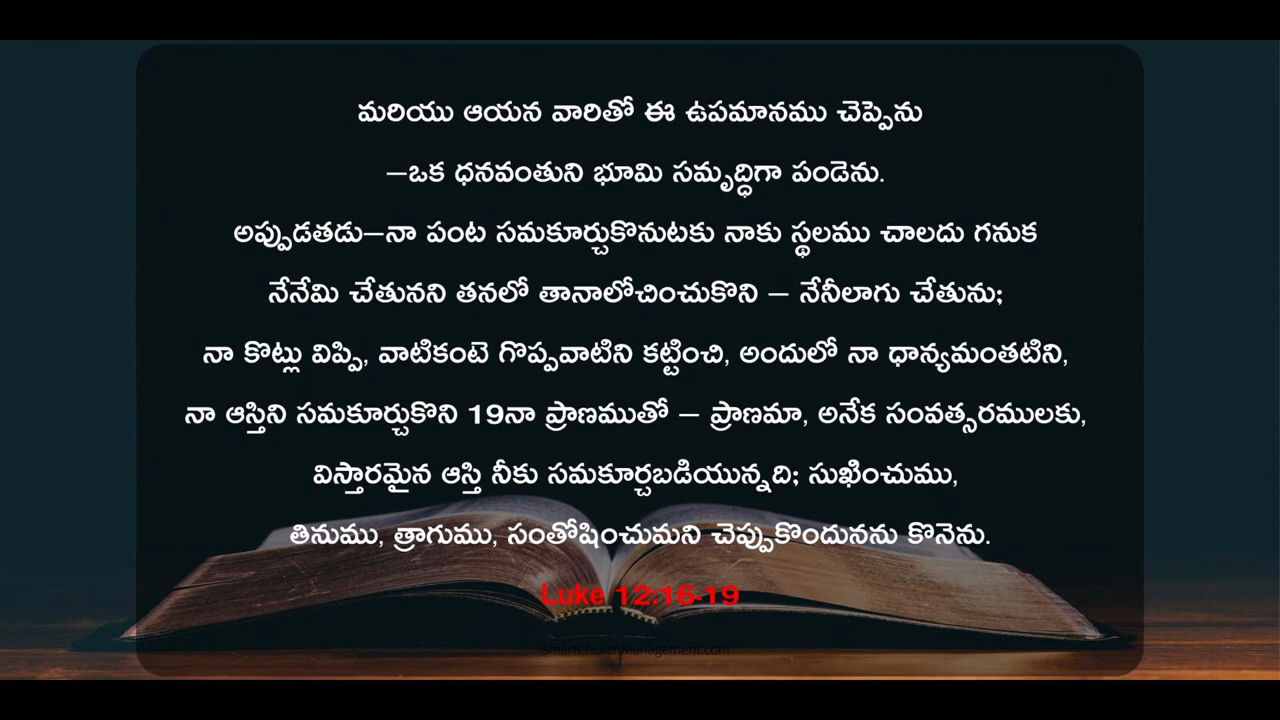 మరియు ఆయన వారితో ఈ ఉపమానము చెప్పెను
–ఒక ధనవంతుని భూమి సమృద్ధిగా పండెను.
అప్పుడతడు–నా పంట సమకూర్చుకొనుటకు నాకు స్థలము చాలదు గనుక
నేనేమి చేతునని తనలో తానాలోచించుకొని – నేనీలాగు చేతును;
నా కొట్లు విప్పి, వాటికంటె గొప్పవాటిని కట్టించి, అందులో నా ధాన్యమంతటిని,
నా ఆస్తిని సమకూర్చుకొని 19నా ప్రాణముతో – ప్రాణమా, అనేక సంవత్సరములకు,
విస్తారమైన ఆస్తి నీకు సమకూర్చబడియున్నది; సుఖించుము,
తినుము, త్రాగుము, సంతోషించుమని చెప్పుకొందునను కొనెను.
Luke 12:16-19
SmartChurchManagement.com